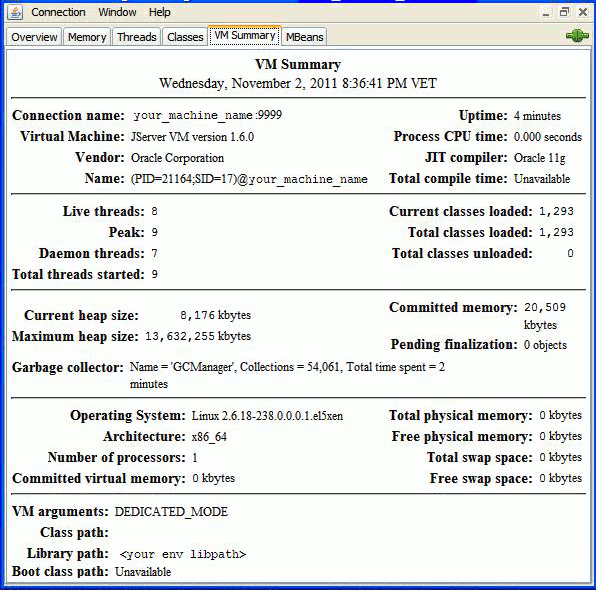 Connection Window Help
Overview Memory Threads Classes VM Summary MBeans
VM Summary
Wednesday, November 2, 2011 8:36:41 PM VET
Connection name: your_machine_name:9999 Uptime: 4 minutes
Virtual Machine: JServer VM version 1.6.0 Process CPU time: 0.000 seconds
Vendor: Oracle Corporation JIT compiler: Oracle 11g
Name: (PID=21164;SID=17)@your_machine_name Total compile time: Unavailable
Live threads: 8 Current classes loaded: 1,293
Peak: 9 Total classes loaded: 1,293
Daemon threads: 7 Total classes unloaded: 0
Total threads started: 9
Current heap size: 8,176 kbytes Committed memory: 20,509
kbytes
Maximum heap size: 13,632,255 kbytes Pending finalization: 0 objects
Garbage collector: Name = 'GCManager', Collections = 54,061, Total time spent = 2
minutes
Operating System: Linux 2.6.18-238.0.0.0.1.el5xen Total physical memory: 0 kbytes
Architecture: x86_64 Free physical memory: 0 kbytes
Number of processors: 1 Total swap space: 0 kbytes
Committed virtual memory: 0 kbytes Free swap space: 0 kbytes
VM arguments: DEDICATED_MODE
Class path:
Library path: <your env libpath>
Boot class path: Unavailable